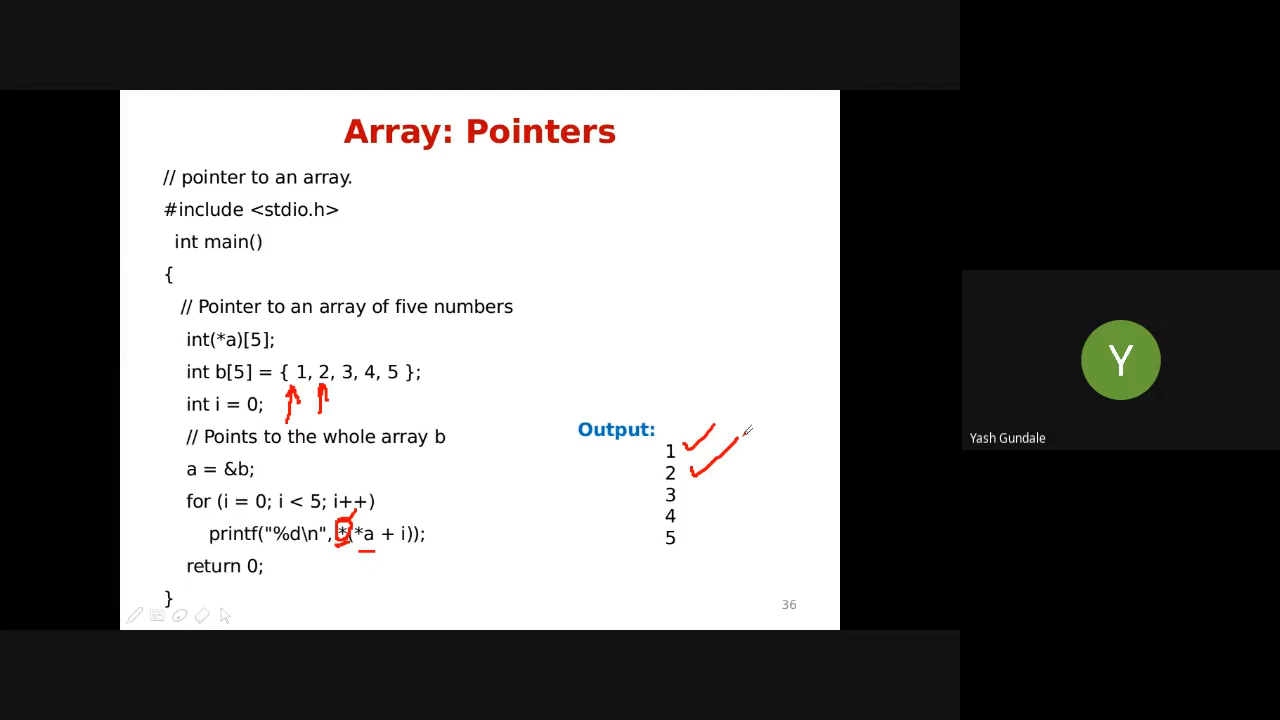 Array: Pointers
// pointer to an array.
#include <stdio.h>
int main()
{
// Pointer to an array of five numbers
int(*a)[5];
int b[5] = { 1, 2, 3, 4, 5 };
int i = 0;
// Points to the whole array b
a = &b;
for (i = 0; i < 5; i++)
printf("%d\n", *(*a + i));
return 0;
}
Output:
1
2
3
4
5
36
Y
Yash Gundale